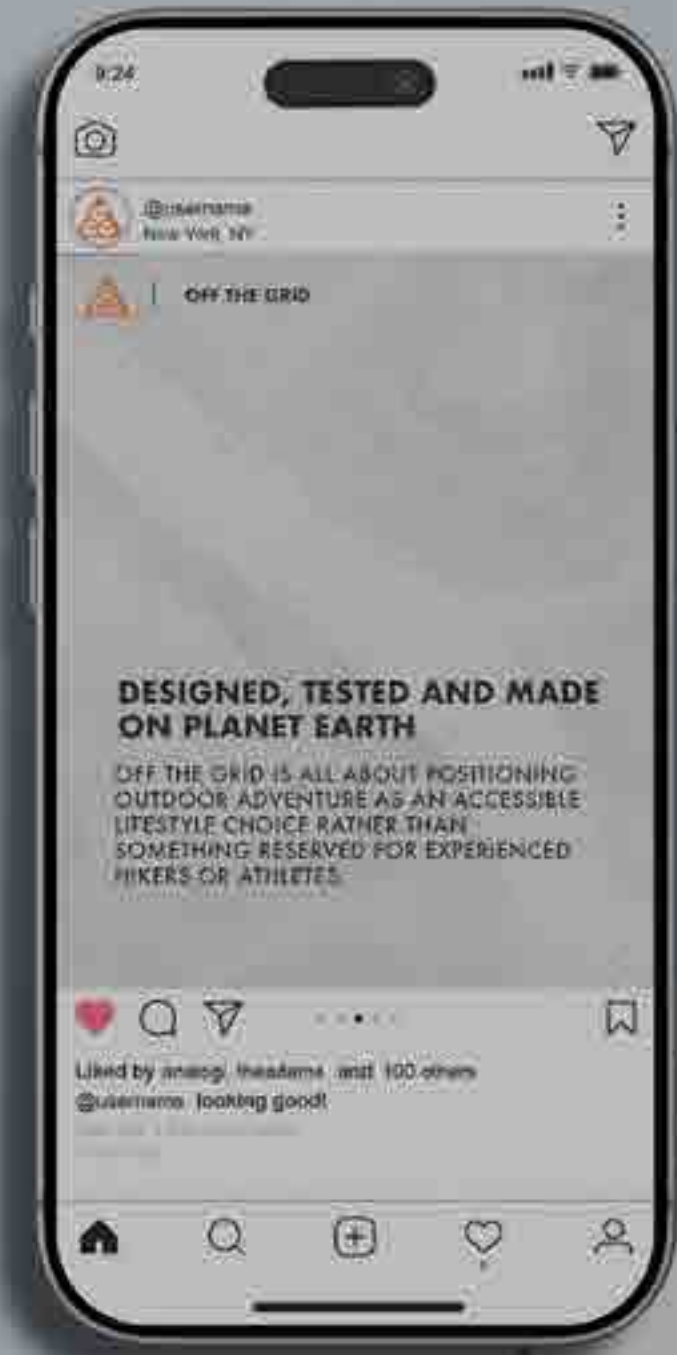 9:24
@username
New York, NY
OFF THE GRID
DESIGNED, TESTED AND MADE
ON PLANET EARTH
OFF THE GRID IS ALL ABOUT POSITIONING
OUTDOOR ADVENTURE AS AN ACCESSIBLE
LIFESTYLE CHOICE RATHER THAN
SOMETHING RESERVED FOR EXPERIENCED
HIKERS OR ATHLETES
Liked by and 100 others
@username looking good!